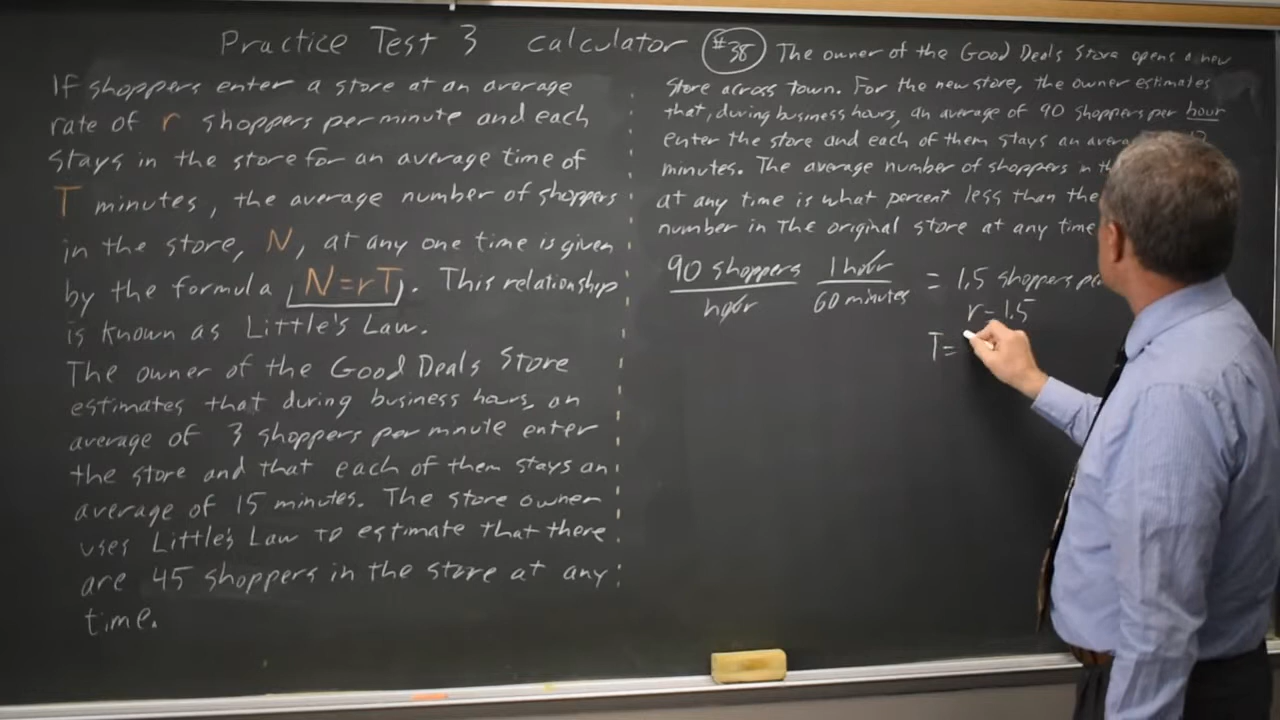 Practice Test 3 calculator
If shoppers enter a store at an average
rate of r shoppers per minute and each
stays in the store for an average time of
T minutes, the average number of shoppers
in the store, N, at any one time is given
by the formula N=rT. This relationship
is known as Little's Law.
The owner of the Good Deals Store
estimates that during business hours, an
average of 3 shoppers per mnute enter
the store and that each of them stays an
average of 15 minutes. The store owner
uses Little's Law to estimate that there
are 45 shoppers in the store at any
time.
#38 The owner of the Good Deals Store opens a new
store across town. For the new store, the owner estimates
that, during business hours, an average of 90 shoppers per hour
enter the store and each of them stays an
minutes. The average number of shoppers in
at any time is what percent less than the
number in the original store at any time
90 shoppers / hour 1 hour / 60 minutes = 1.5 shoppers
r=1.5
T=